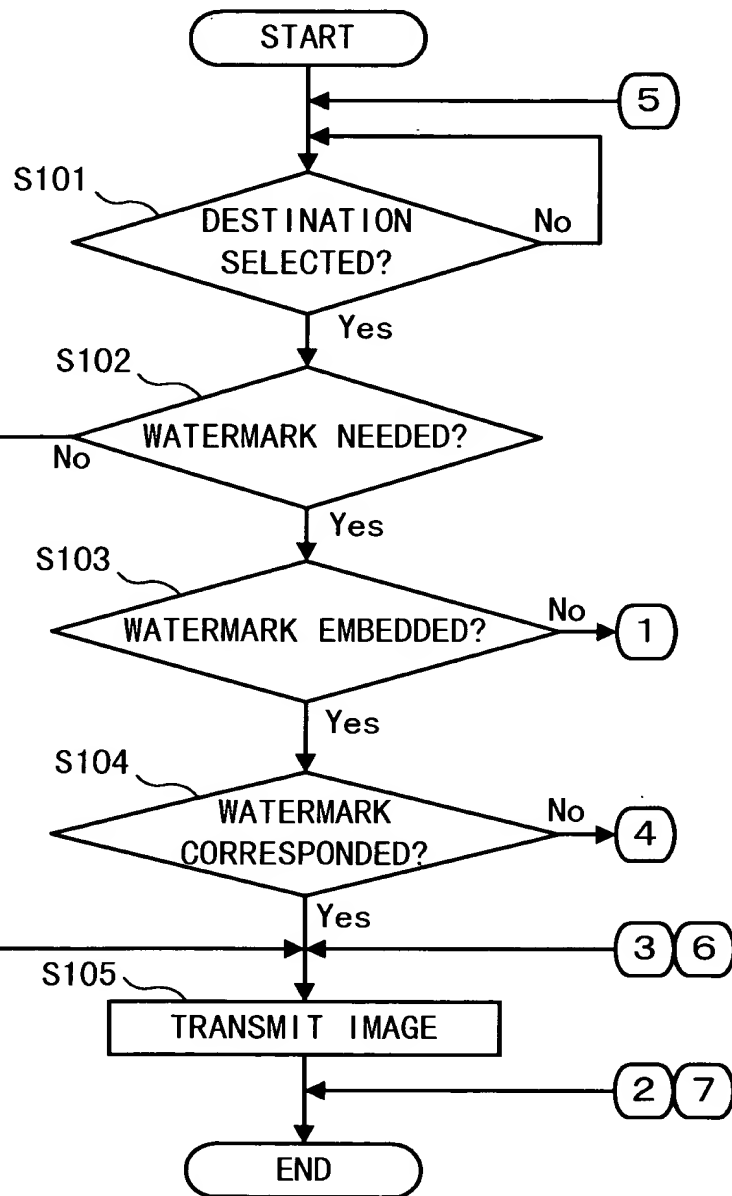 START
5
S101
DESTINATION
SELECTED?
No
Yes
S102
WATERMARK NEEDED?
No
Yes
S103
WATERMARK EMBEDDED?
No
1
Yes
S104
WATERMARK
CORRESPONDED?
No
4
Yes
3 6
S105
TRANSMIT IMAGE
2 7
END